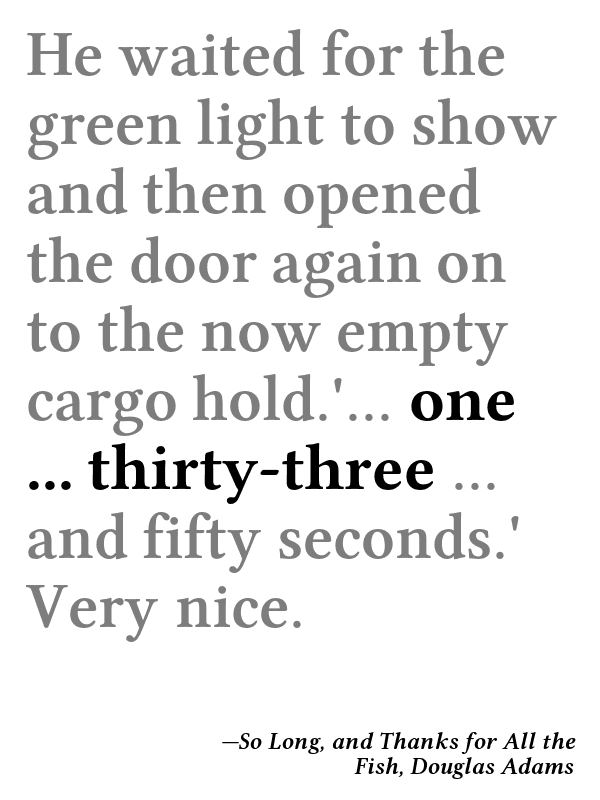 He waited for the
green light to show
and then opened
the door again on
to the now empty
cargo hold.'... one
... thirty-three ...
and fifty seconds.'
Very nice.
—So Long, and Thanks for All the
Fish, Douglas Adams